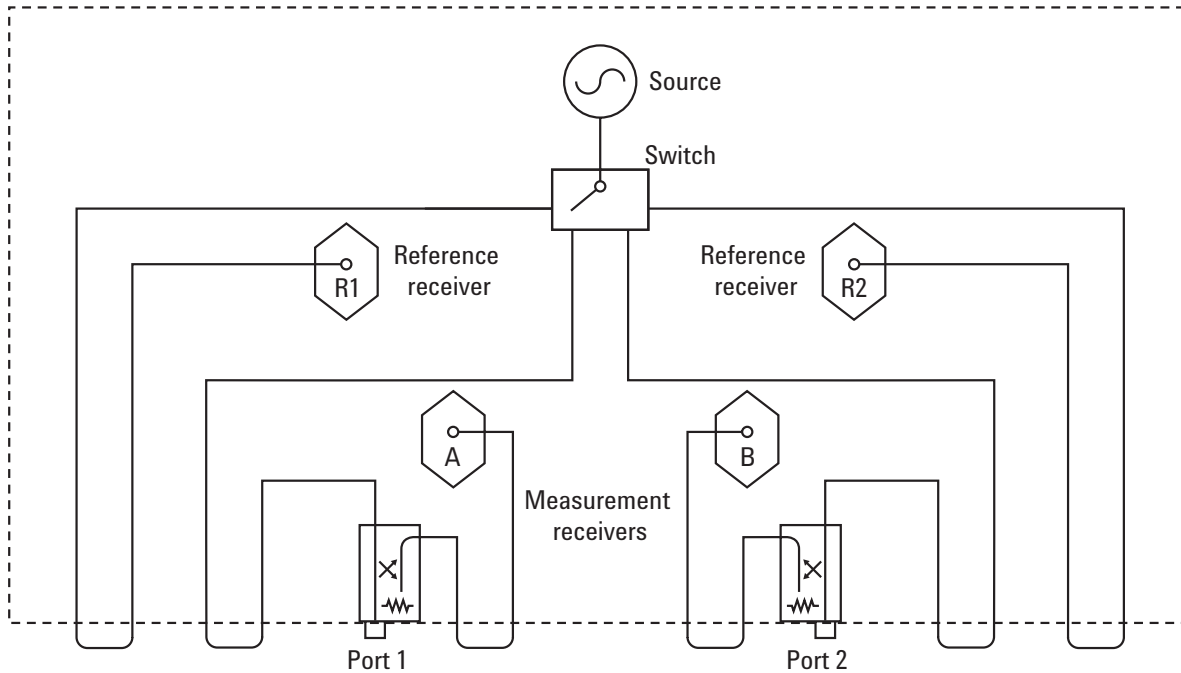 Source
Switch
Reference
receiver
R1
Reference
receiver
R2
A
B
Measurement
receivers
Port 1
Port 2